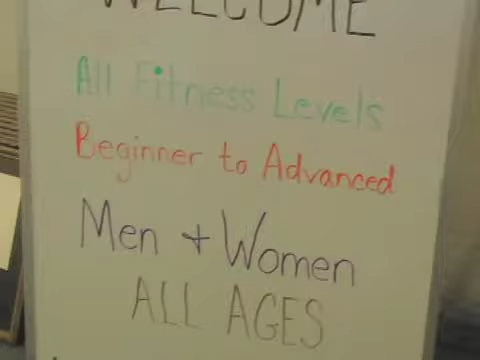 WELCOME
All Fitness Levels
Beginner to Advanced
Men + Women
ALL AGES